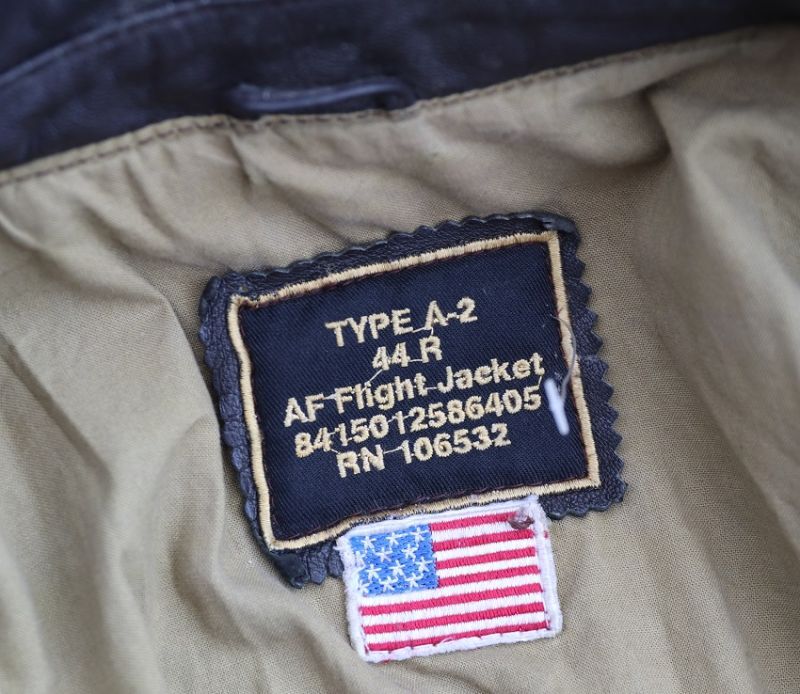 TYPE A-2
44 R
AF Flight Jacket
8415012586405
RN 106532